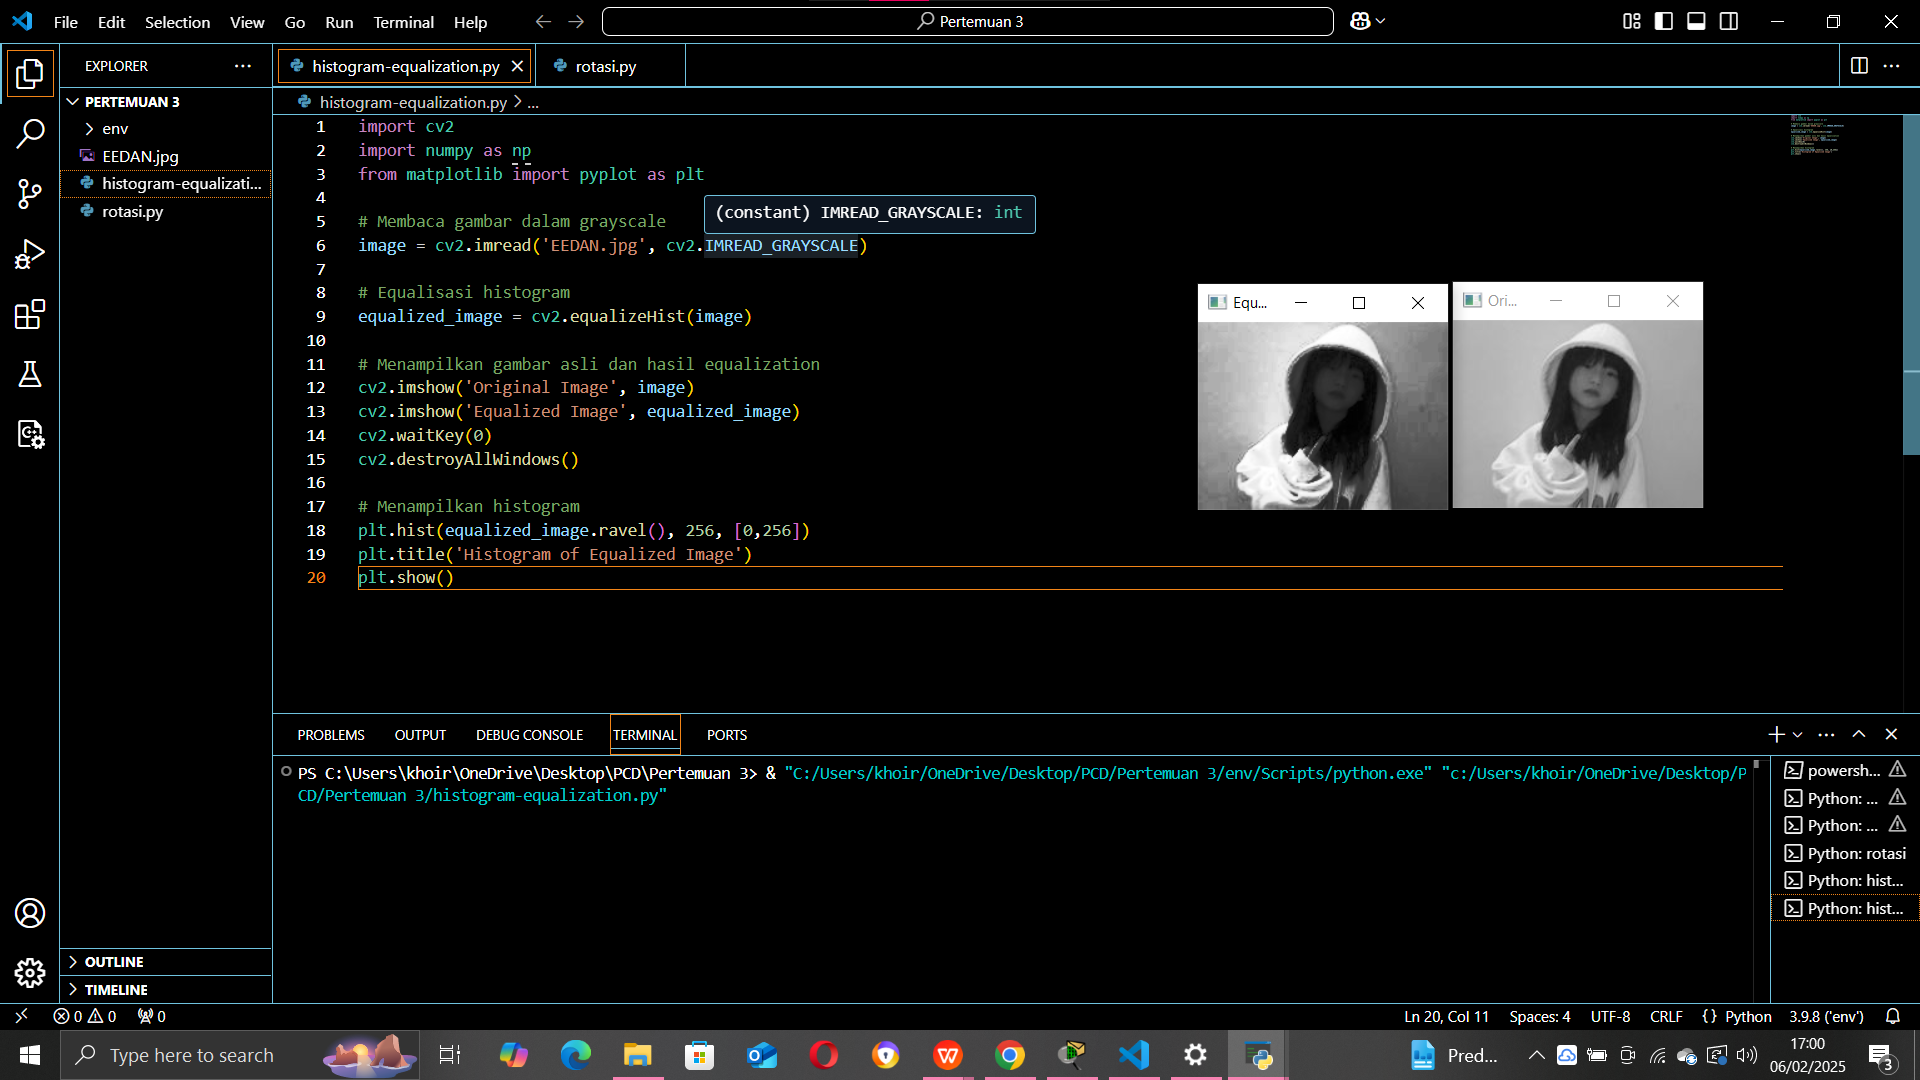 File Edit Selection View Go Run Terminal Help
Pertemuan 3
EXPLORER
PERTEMUAN 3
env
EEDAN.jpg
histogram-equalizati...
rotasi.py
OUTLINE
TIMELINE
histogram-equalization.py
rotasi.py
histogram-equalization.py > ...
1 import cv2
2 import numpy as np
3 from matplotlib import pyplot as plt
4
(constant) IMREAD_GRAYSCALE: int
5 # Membaca gambar dalam grayscale
6 image = cv2.imread('EEDAN.jpg', cv2.IMREAD_GRAYSCALE)
7
8 # Equalisasi histogram
9 equalized_image = cv2.equalizeHist(image)
10
11 # Menampilkan gambar asli dan hasil equalization
12 cv2.imshow('Original Image', image)
13 cv2.imshow('Equalized Image', equalized_image)
14 cv2.waitKey(0)
15 cv2.destroyAllWindows()
16
17 # Menampilkan histogram
18 plt.hist(equalized_image.ravel(), 256, [0,256])
19 plt.title('Histogram of Equalized Image')
20 plt.show()
Equ...
Ori...
PROBLEMS OUTPUT DEBUG CONSOLE TERMINAL PORTS
PS C:\Users\khoir\OneDrive\Desktop\PCD\Pertemuan 3> & "C:/Users/khoir/OneDrive/Desktop/PCD/Pertemuan 3/env/Scripts/python.exe" "c:/Users/khoir/OneDrive/Desktop/P
CD/Pertemuan 3/histogram-equalization.py"
powersh...
Python: ...
Python: ...
Python: rotasi
Python: hist...
Python: hist...
0 0 0
Ln 20, Col 11 Spaces: 4 UTF-8 CRLF {} Python 3.9.8 ('env')
Type here to search
Pred...
17:00
06/02/2025
3